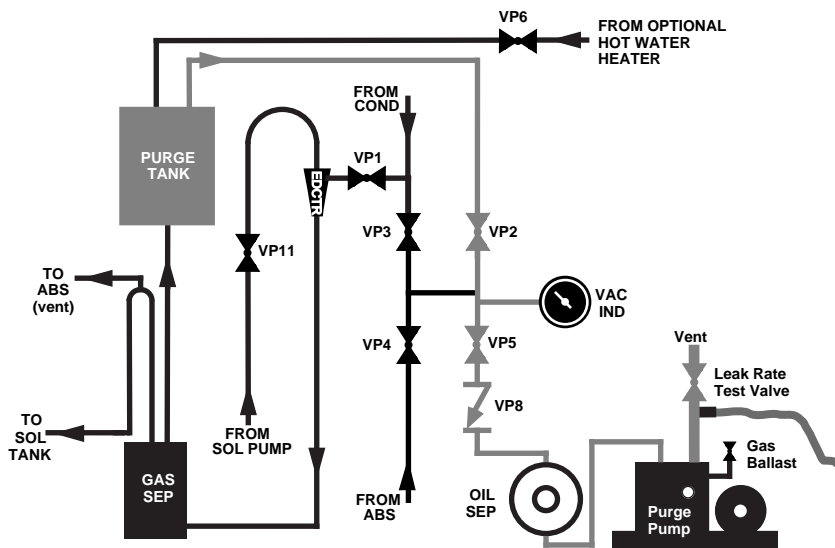 VP6
FROM OPTIONAL
HOT WATER
HEATER
FROM
COND
PURGE
TANK
VP1
EDCTR
VP3
VP2
VP11
TO
ABS
(vent)
VAC
IND
VP4
VP5
Vent
Leak Rate
Test Valve
VP8
TO
SOL
TANK
FROM
SOL PUMP
Gas
Ballast
GAS
SEP
FROM
ABS
OIL
SEP
Purge
Pump